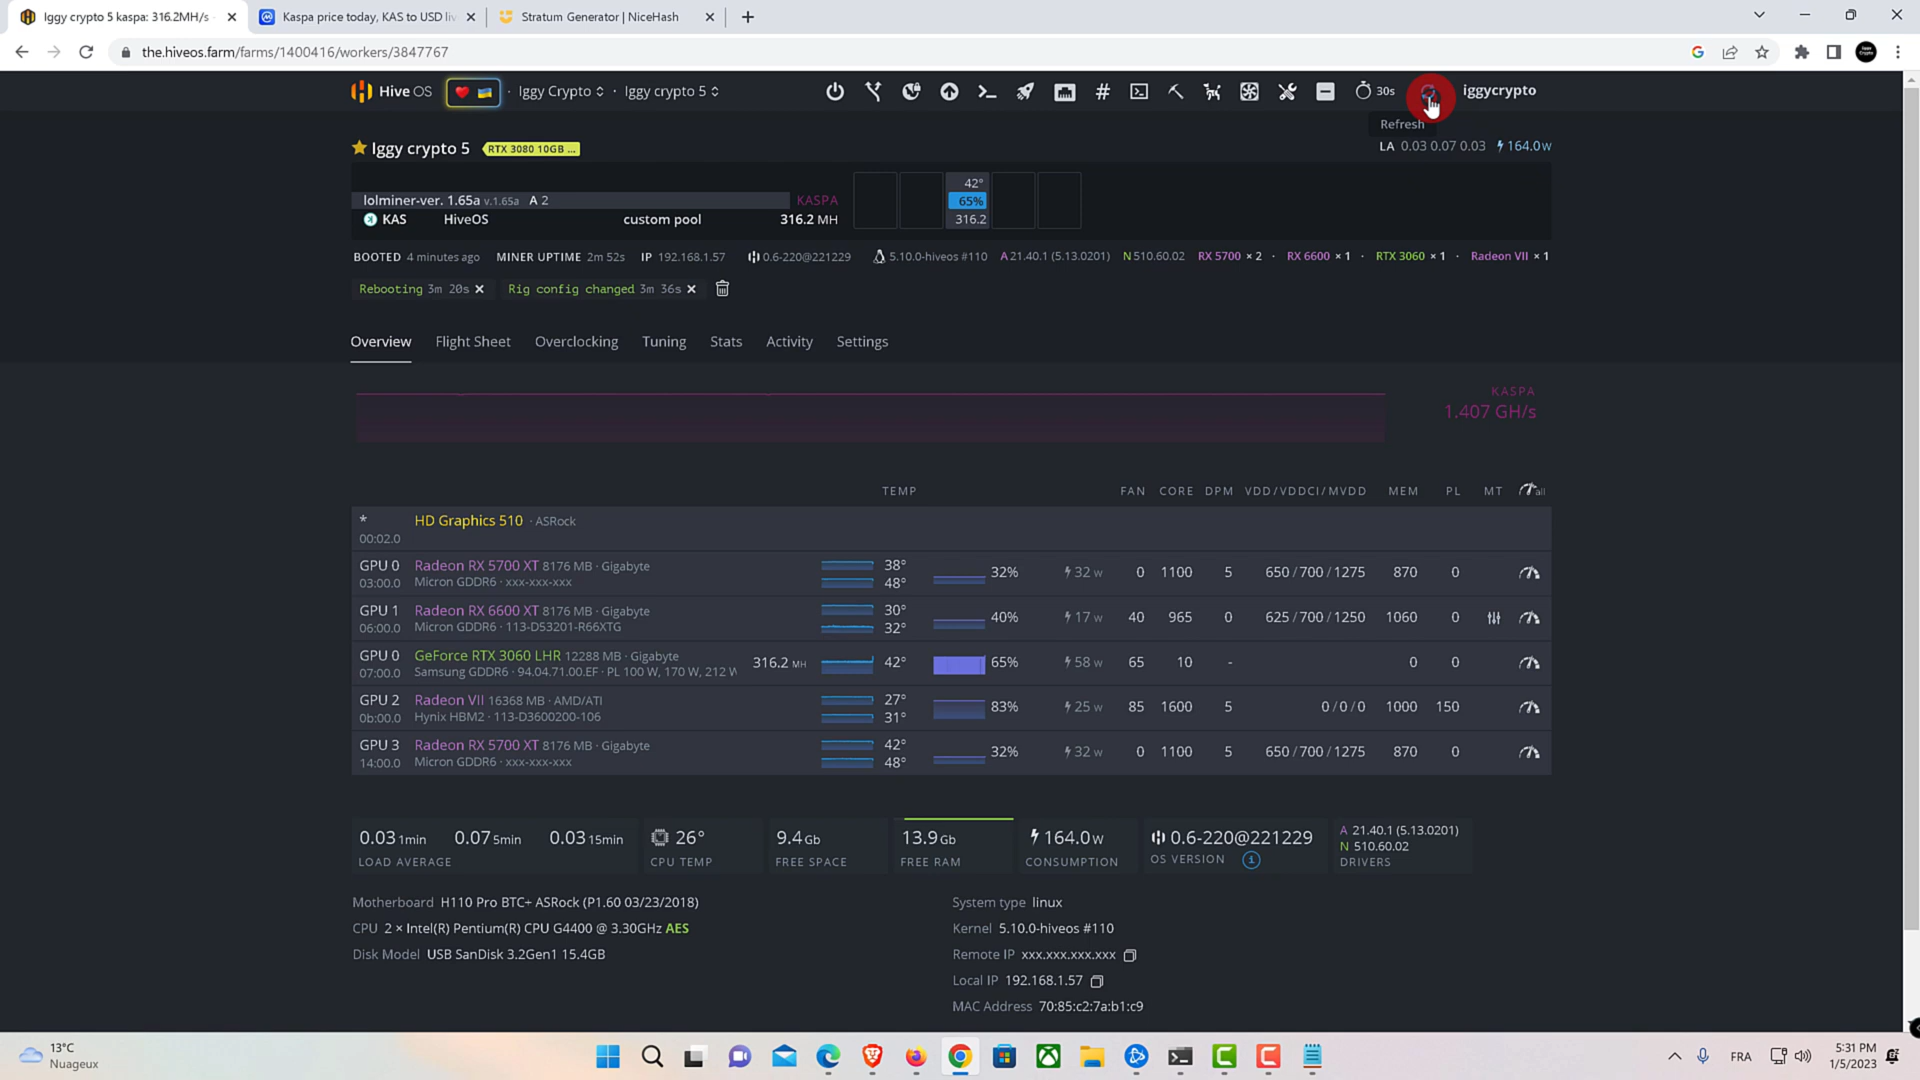 Iggy crypto 5 kaspa: 316.2MH/s
Kaspa price today, KAS to USD liv
Stratum Generator | NiceHash
the.hiveos.farm/farms/1400416/workers/3847767
Hive OS · Iggy Crypto · Iggy crypto 5 # 30s iggycrypto
Refresh
Iggy crypto 5 RTX 3080 10GB ...
LA 0.03 0.07 0.03 164.0W
42°
lolminer-ver. 1.65a v.1.65a A 2 KASPA 65%
KAS HiveOS custom pool 316.2 MH 316.2
BOOTED 4 minutes ago MINER UPTIME 2m 52s IP 192.168.1.57 0.6-220@221229 5.10.0-hiveos #110 A 21.40.1 (5.13.0201) N 510.60.02 RX 5700 × 2 · RX 6600 × 1 · RTX 3060 × 1 · Radeon VII × 1
Rebooting 3m 20s × Rig config changed 3m 36s ×
Overview Flight Sheet Overclocking Tuning Stats Activity Settings
KASPA
1.407 GH/s
TEMP FAN CORE DPM VDD/VDDCI/MVDD MEM PL MT all
* HD Graphics 510 · ASRock
00:02.0
GPU 0 Radeon RX 5700 XT 8176 MB · Gigabyte 38° 32% 32 W 0 1100 5 650 / 700 / 1275 870 0
03:00.0 Micron GDDR6 · xxx-xxx-xxx 48°
GPU 1 Radeon RX 6600 XT 8176 MB · Gigabyte 30° 40% 17 W 40 965 0 625 / 700 / 1250 1060 0
06:00.0 Micron GDDR6 · 113-D53201-R66XTG 32°
GPU 0 GeForce RTX 3060 LHR 12288 MB · Gigabyte 316.2 MH 42° 65% 58 W 65 10 - 0 0
07:00.0 Samsung GDDR6 · 94.04.71.00.EF · PL 100 W, 170 W, 212 W
GPU 2 Radeon VII 16368 MB · AMD/ATI 27° 83% 25 W 85 1600 5 0 / 0 / 0 1000 150
0b:00.0 Hynix HBM2 · 113-D3600200-106 31°
GPU 3 Radeon RX 5700 XT 8176 MB · Gigabyte 42° 32% 32 W 0 1100 5 650 / 700 / 1275 870 0
14:00.0 Micron GDDR6 · xxx-xxx-xxx 48°
0.03 1min 0.07 5min 0.03 15min 26° 9.4 Gb 13.9 Gb 164.0 W 0.6-220@221229 A 21.40.1 (5.13.0201)
N 510.60.02
LOAD AVERAGE CPU TEMP FREE SPACE FREE RAM CONSUMPTION OS VERSION i DRIVERS
Motherboard H110 Pro BTC+ ASRock (P1.60 03/23/2018)
CPU 2 × Intel(R) Pentium(R) CPU G4400 @ 3.30GHz AES
Disk Model USB SanDisk 3.2Gen1 15.4GB
System type linux
Kernel 5.10.0-hiveos #110
Remote IP xxx.xxx.xxx.xxx
Local IP 192.168.1.57
MAC Address 70:85:c2:7a:b1:c9
13°C
Nuageux
FRA
5:31 PM
1/5/2023